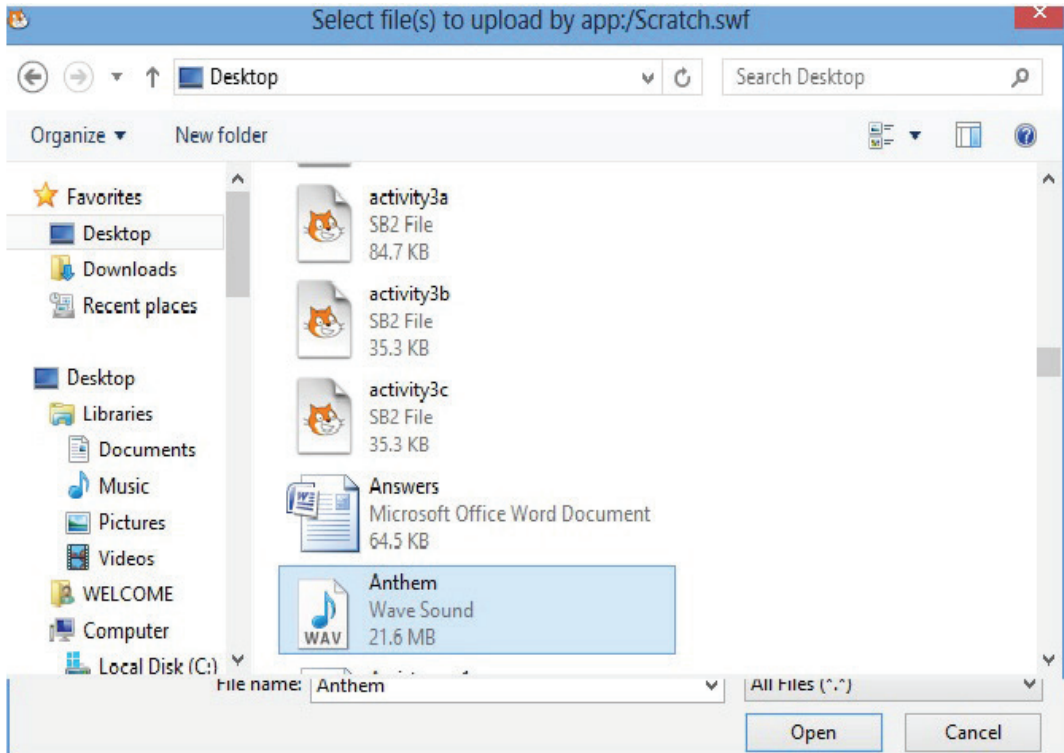 Select file(s) to upload by app:/Scratch.swf
Desktop
Search Desktop
Organize
New folder
Favorites
Desktop
Downloads
Recent places
Desktop
Libraries
Documents
Music
Pictures
Videos
WELCOME
Computer
Local Disk (C:)
activity3a
SB2 File
84.7 KB
activity3b
SB2 File
35.3 KB
activity3c
SB2 File
35.3 KB
Answers
Microsoft Office Word Document
64.5 KB
WAV
Anthem
Wave Sound
21.6 MB
File name: Anthem
All Files (*.*)
Open
Cancel